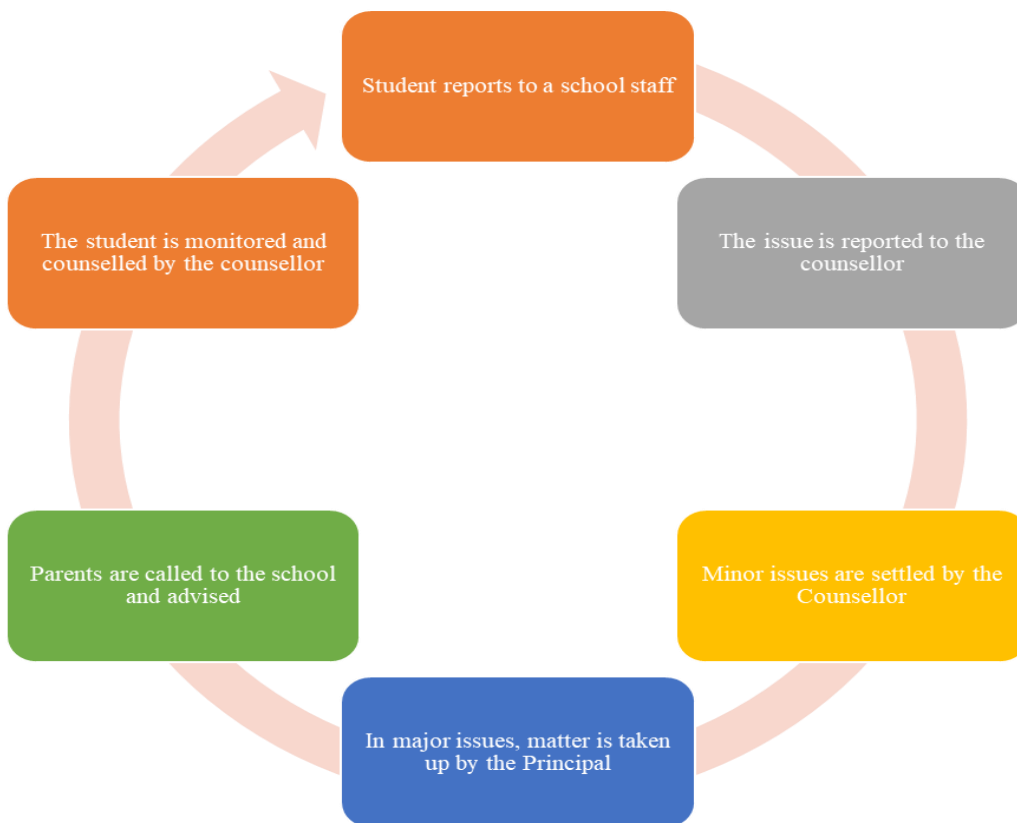 Student reports to a school staff
The issue is reported to the
counsellor
Minor issues are settled by the
Counsellor
In major issues, matter is taken
up by the Principal
Parents are called to the school
and advised
The student is monitored and
counselled by the counsellor